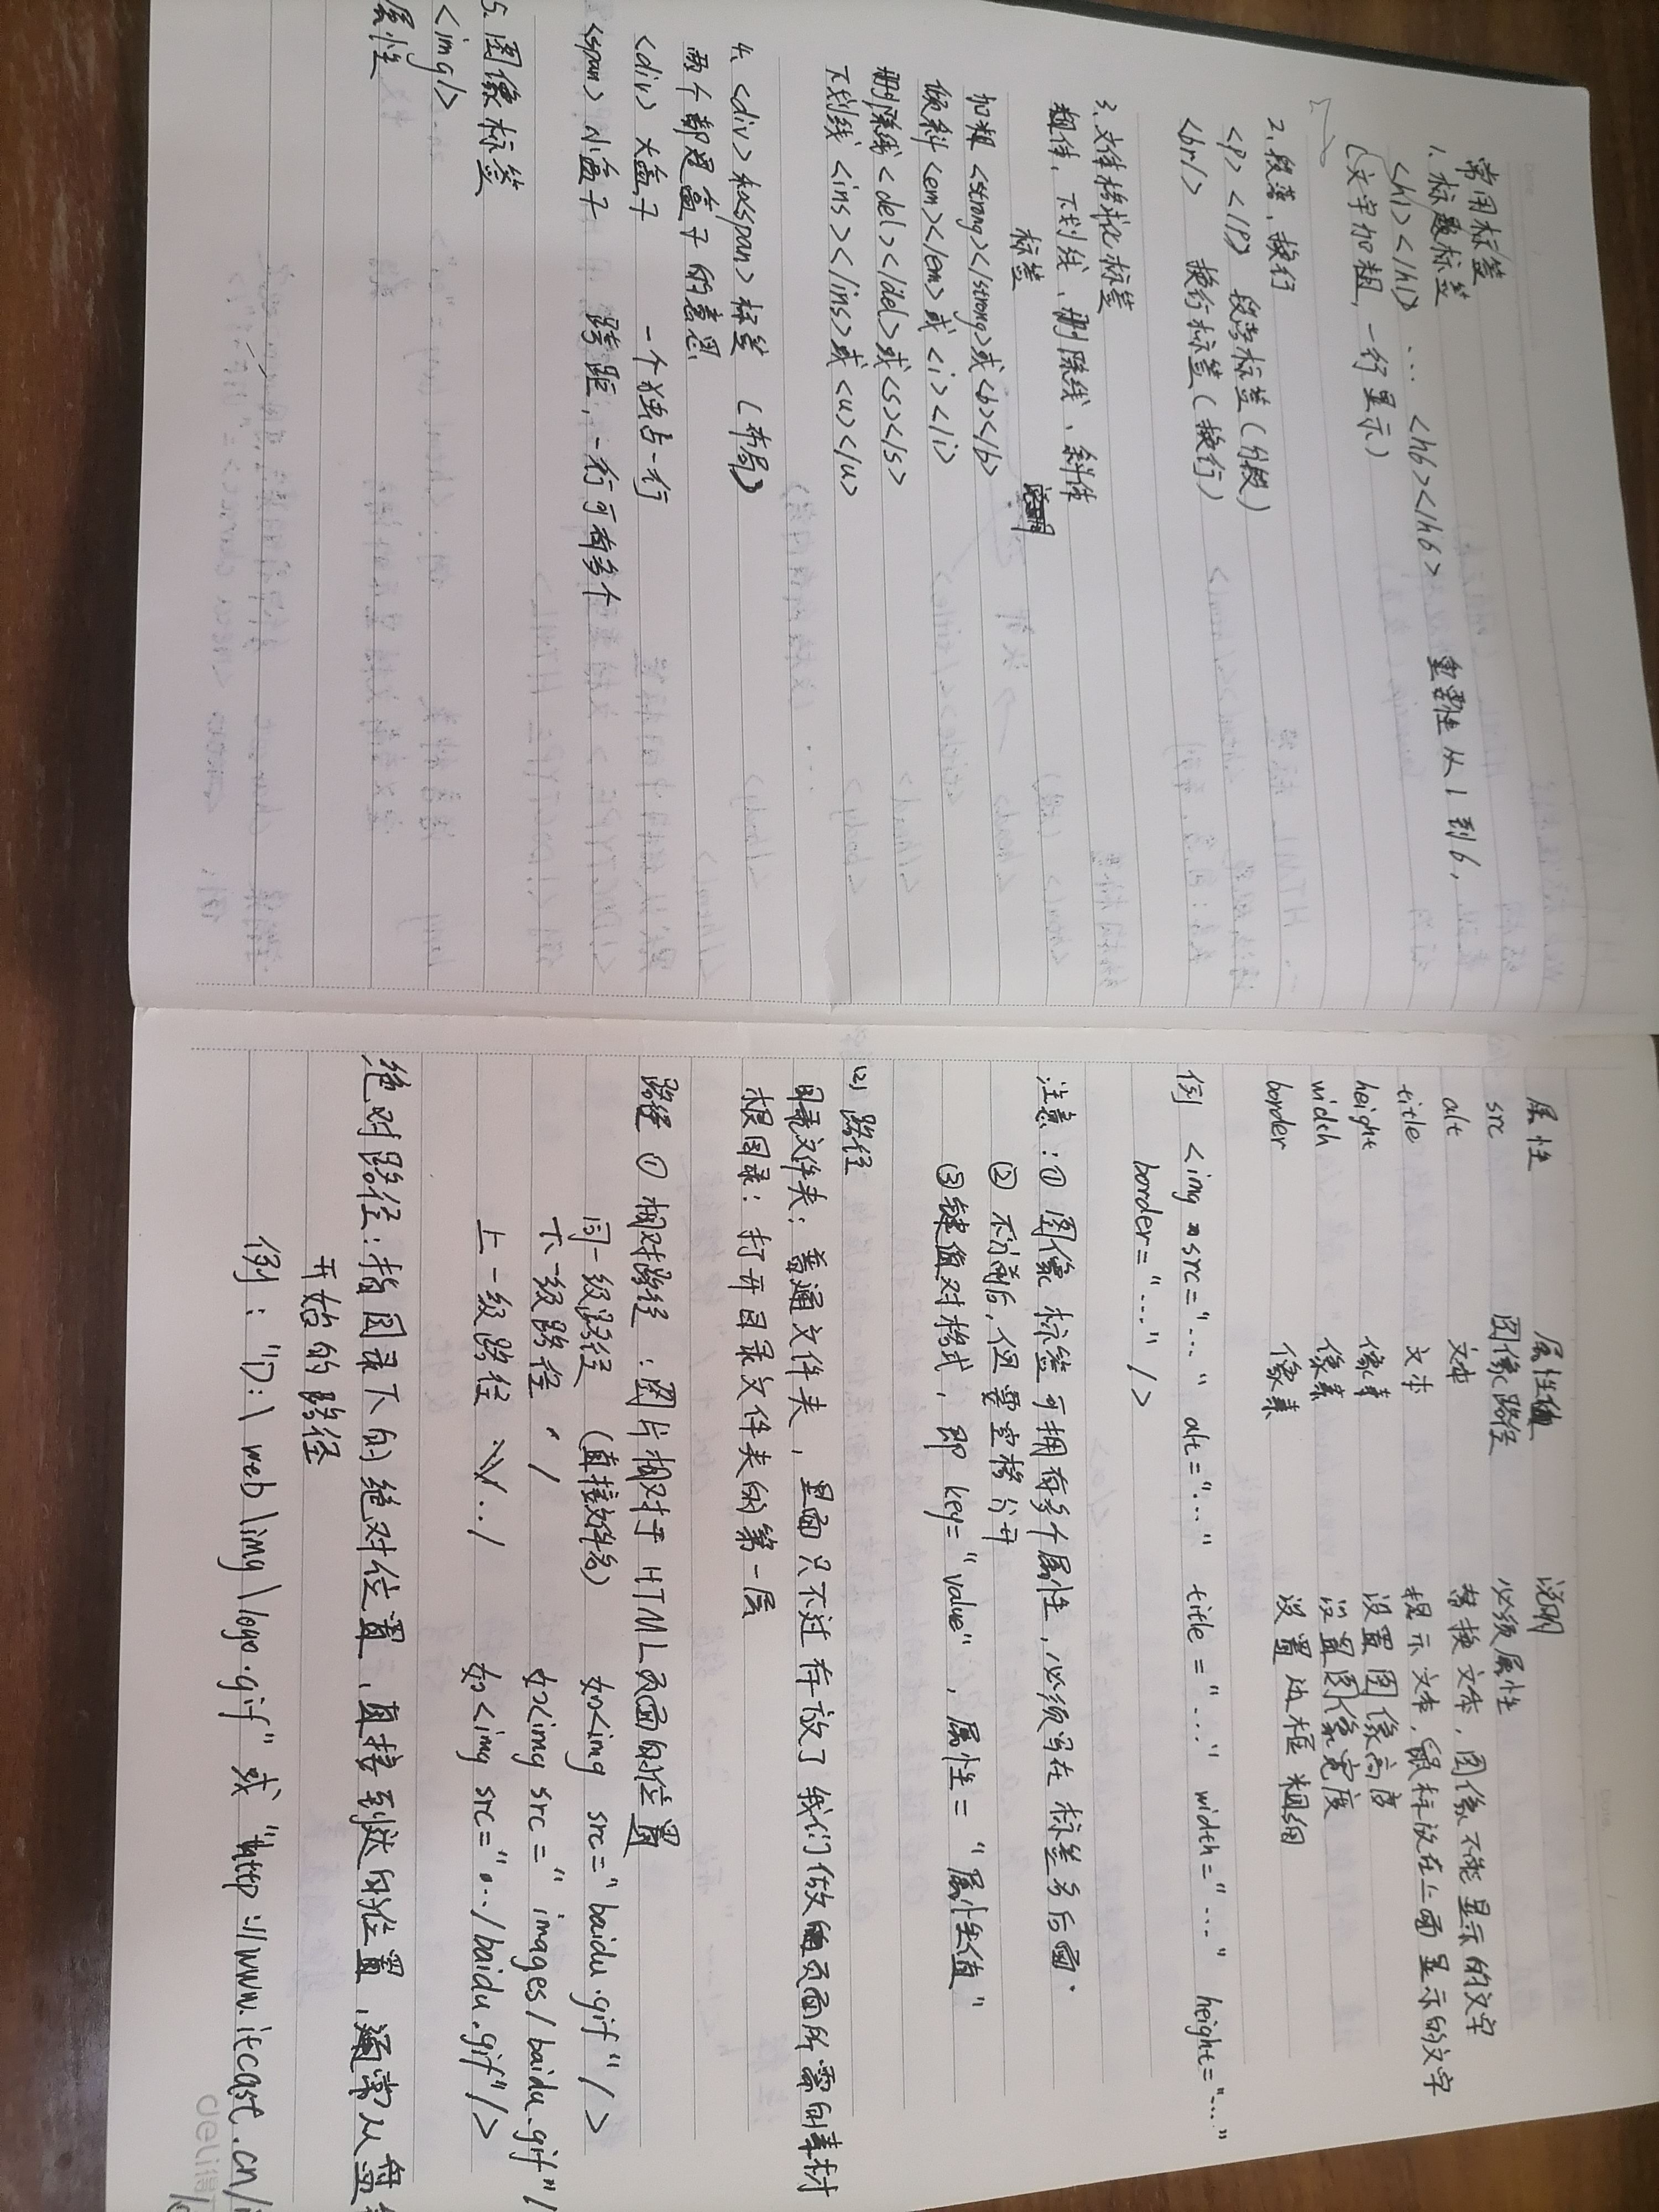 常用标签
1.标题标签
<h1></h1> ... <h6></h6> 重要性从1到6,
(文字加粗,一行显示)
2.段落、换行
<p></p> 段落标签(分段)
<br/> 换行标签(换行)
3.文体格式化标签
粗体、下划线、删除线、斜体
标签
加粗 <strong></strong>或<b></b>
倾斜<em></em>或<i></i>
删除线<del></del>或<s></s>
下划线<ins></ins>或<u></u>
4.<div>和<span>标签(布局)
两个都是盒子的意思
<div> 大盒子 一个独占一行
<span> 小盒子 跨距,一行可有多个
5.图像标签
<img/>
属性
属性 属性值 说明
src 图像路径 必须属性
alt 文本 替换文本,图像不能显示的文字
title 文本 提示文本,鼠标放在上面显示的文字
height 像素 设置图像高度
width 像素 设置图像宽度
border 像素 设置边框粗细
例 <img src="..." alt="..." title="..." width="..." height="..."
border="..." />
注意:①图像标签可拥有多个属性,必须写在标签名后面.
②不分前后,但要空格分开
③键值对格式,即 key="value",属性="属性值"
(2) 路径
目录文件夹:普通文件夹,里面只不过存放了我们做的页面所需的素材
根目录:打开目录文件夹的第一层
路径 ①相对路径:图片相对于HTML页面的位置
同一级路径 (直接文件名) 如<img src="baidu.gif"/>
下一级路径 / 如<img src="images/baidu.gif"/
上一级路径 ../ 如<img src=".../baidu.gif"/>
绝对路径:指目录下的绝对位置,直接到达的位置,通常从盘
开始的路径
例:"D:\web\img\logo.gif"或"http://www.itcast.cn/
deli